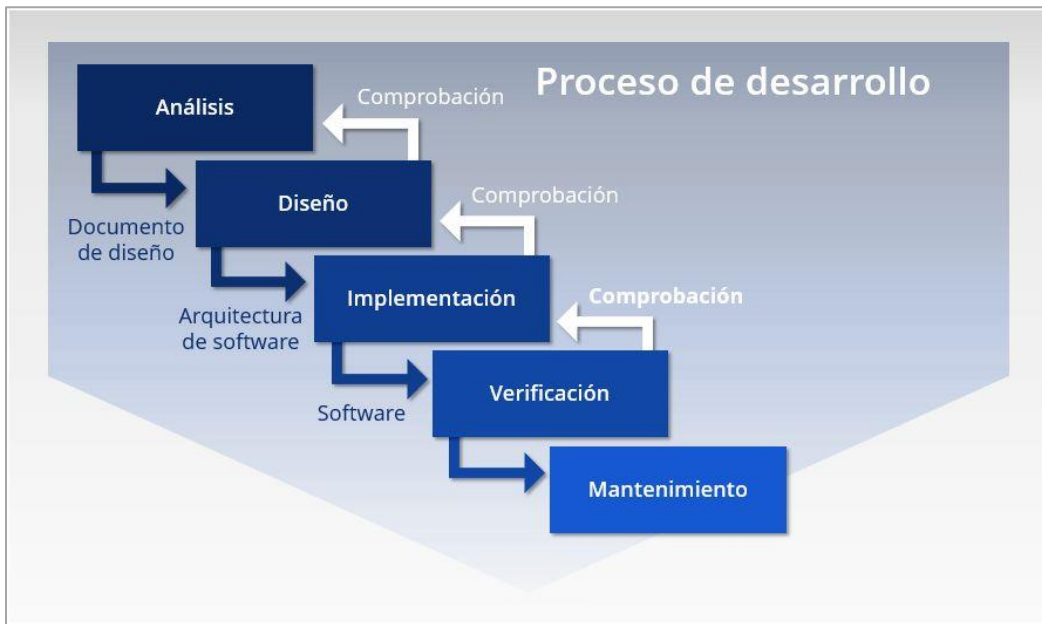 Proceso de desarrollo
Análisis
Comprobación
Diseño
Comprobación
Documento
de diseño
Implementación
Comprobación
Arquitectura
de software
Verificación
Software
Mantenimiento